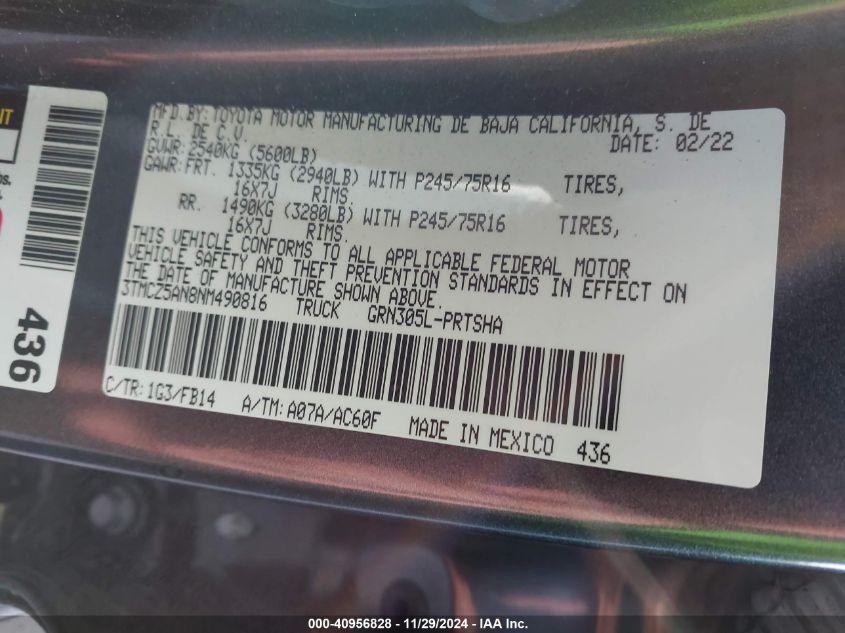 MFD.BY:TOYOTA MOTOR MANUFACTURING DE BAJA CALIFORNIA, S. DE
R.L. DE C.V. DATE: 02/22
GVWR:2540KG (5600LB)
GAWR:FRT. 1335KG (2940LB) WITH P245/75R16 TIRES,
16X7J RIMS.
RR. 1490KG (3280LB) WITH P245/75R16 TIRES,
16X7J RIMS.
THIS VEHICLE CONFORMS TO ALL APPLICABLE FEDERAL MOTOR
VEHICLE SAFETY AND THEFT PREVENTION STANDARDS IN EFFECT ON
THE DATE OF MANUFACTURE SHOWN ABOVE.
3TMCZ5AN8NM490816 TRUCK GRN305L-PRTSHA
C/TR:1G3/FB14 A/TM:A07A/AC60F MADE IN MEXICO 436
436
000-40956828 - 11/29/2024 - IAA Inc.